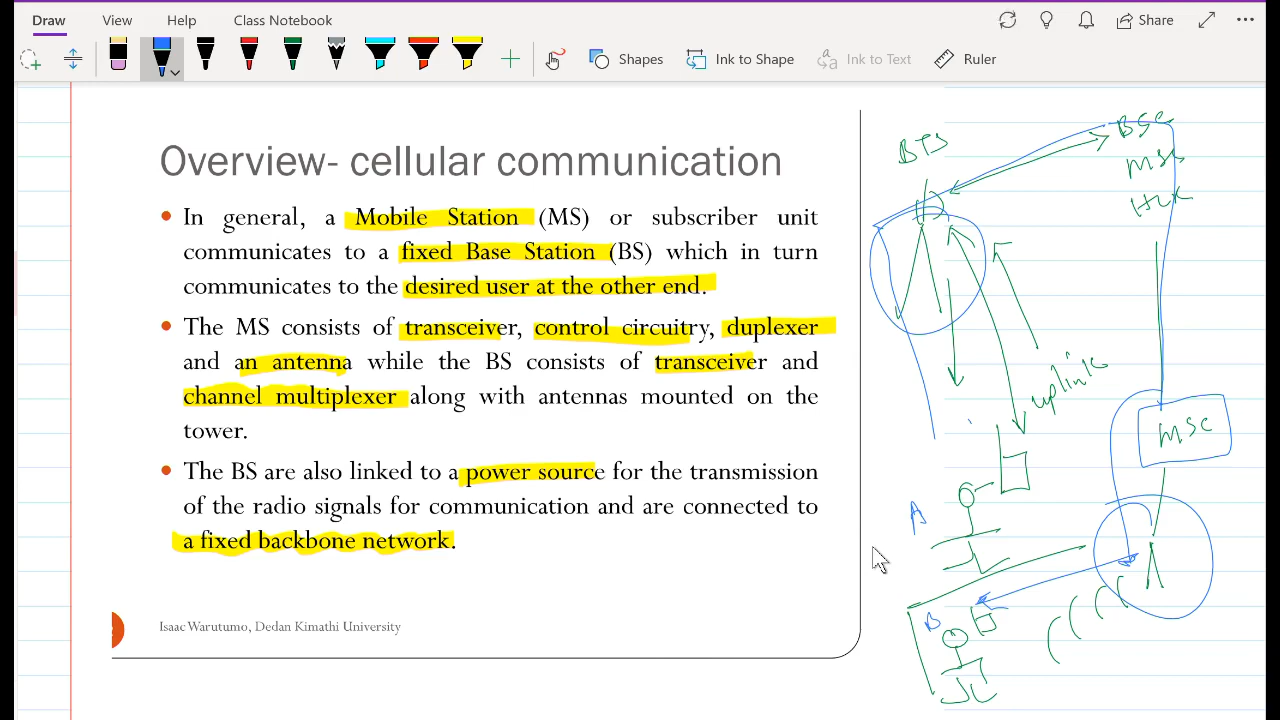 Draw View Help Class Notebook Share
Shapes Ink to Shape Ink to Text Ruler
Overview- cellular communication
In general, a Mobile Station (MS) or subscriber unit
communicates to a fixed Base Station (BS) which in turn
communicates to the desired user at the other end.
The MS consists of transceiver, control circuitry, duplexer
and an antenna while the BS consists of transceiver and
channel multiplexer along with antennas mounted on the
tower.
The BS are also linked to a power source for the transmission
of the radio signals for communication and are connected to
a fixed backbone network.
Isaac Warutumo, Dedan Kimathi University
BTS
BSC
MSC
uplink
MSC
A
B